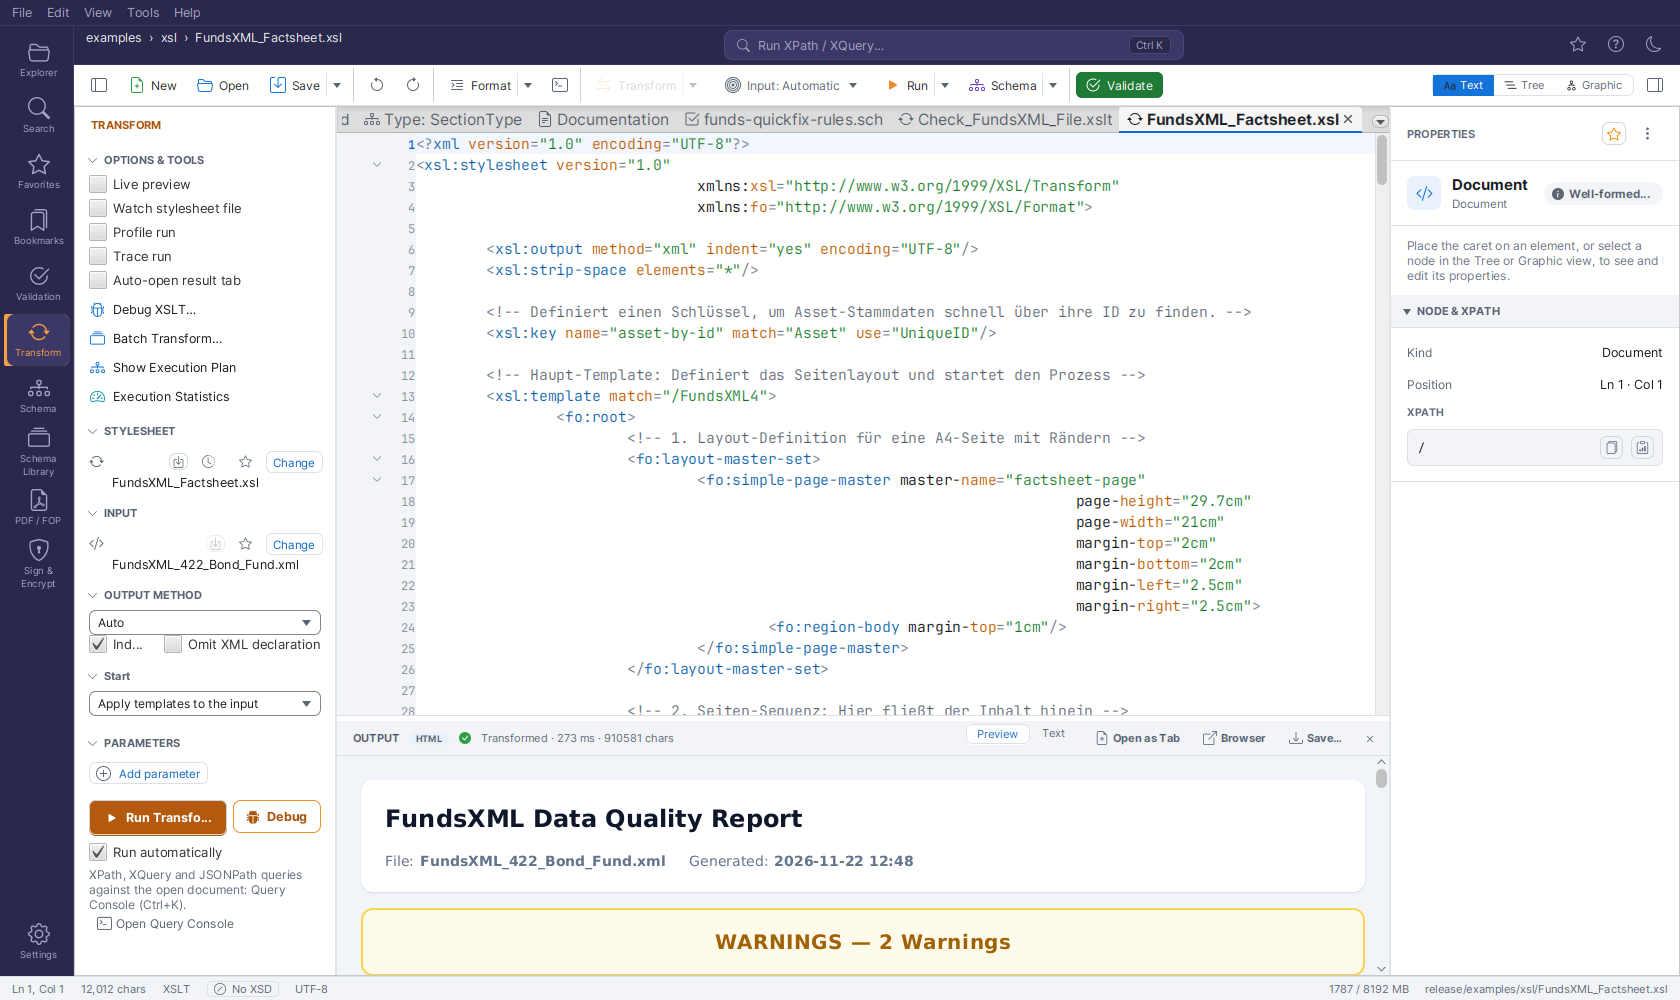 File Edit View Tools Help
examples › xsl › FundsXML_Factsheet.xsl
Run XPath / XQuery... Ctrl K
New Open Save Format Transform Input: Automatic Run Schema Validate Aa Text Tree Graphic
Explorer
Search
Favorites
Bookmarks
Validation
Transform
Schema
Schema
Library
PDF / FOP
Sign &
Encrypt
Settings
TRANSFORM
OPTIONS & TOOLS
Live preview
Watch stylesheet file
Profile run
Trace run
Auto-open result tab
Debug XSLT...
Batch Transform...
Show Execution Plan
Execution Statistics
STYLESHEET
Change
FundsXML_Factsheet.xsl
INPUT
Change
FundsXML_422_Bond_Fund.xml
OUTPUT METHOD
Auto
Ind... Omit XML declaration
Start
Apply templates to the input
PARAMETERS
Add parameter
Run Transfo... Debug
Run automatically
XPath, XQuery and JSONPath queries
against the open document: Query
Console (Ctrl+K).
Open Query Console
d Type: SectionType Documentation funds-quickfix-rules.sch Check_FundsXML_File.xslt FundsXML_Factsheet.xsl
1 <?xml version="1.0" encoding="UTF-8"?>
2 <xsl:stylesheet version="1.0"
3 xmlns:xsl="http://www.w3.org/1999/XSL/Transform"
4 xmlns:fo="http://www.w3.org/1999/XSL/Format">
5
6 <xsl:output method="xml" indent="yes" encoding="UTF-8"/>
7 <xsl:strip-space elements="*"/>
8
9 <!-- Definiert einen Schlüssel, um Asset-Stammdaten schnell über ihre ID zu finden. -->
10 <xsl:key name="asset-by-id" match="Asset" use="UniqueID"/>
11
12 <!-- Haupt-Template: Definiert das Seitenlayout und startet den Prozess -->
13 <xsl:template match="/FundsXML4">
14 <fo:root>
15 <!-- 1. Layout-Definition für eine A4-Seite mit Rändern -->
16 <fo:layout-master-set>
17 <fo:simple-page-master master-name="factsheet-page"
18 page-height="29.7cm"
19 page-width="21cm"
20 margin-top="2cm"
21 margin-bottom="2cm"
22 margin-left="2.5cm"
23 margin-right="2.5cm">
24 <fo:region-body margin-top="1cm"/>
25 </fo:simple-page-master>
26 </fo:layout-master-set>
27
28 <!-- 2. Seiten-Sequenz: Hier fließt der Inhalt hinein -->
OUTPUT HTML Transformed · 273 ms · 910581 chars Preview Text Open as Tab Browser Save...
FundsXML Data Quality Report
File: FundsXML_422_Bond_Fund.xml Generated: 2026-11-22 12:48
WARNINGS — 2 Warnings
PROPERTIES
Document
Document
Well-formed...
Place the caret on an element, or select a
node in the Tree or Graphic view, to see and
edit its properties.
NODE & XPATH
Kind Document
Position Ln 1 · Col 1
XPATH
/
Ln 1, Col 1 12,012 chars XSLT No XSD UTF-8 1787 / 8192 MB release/examples/xsl/FundsXML_Factsheet.xsl